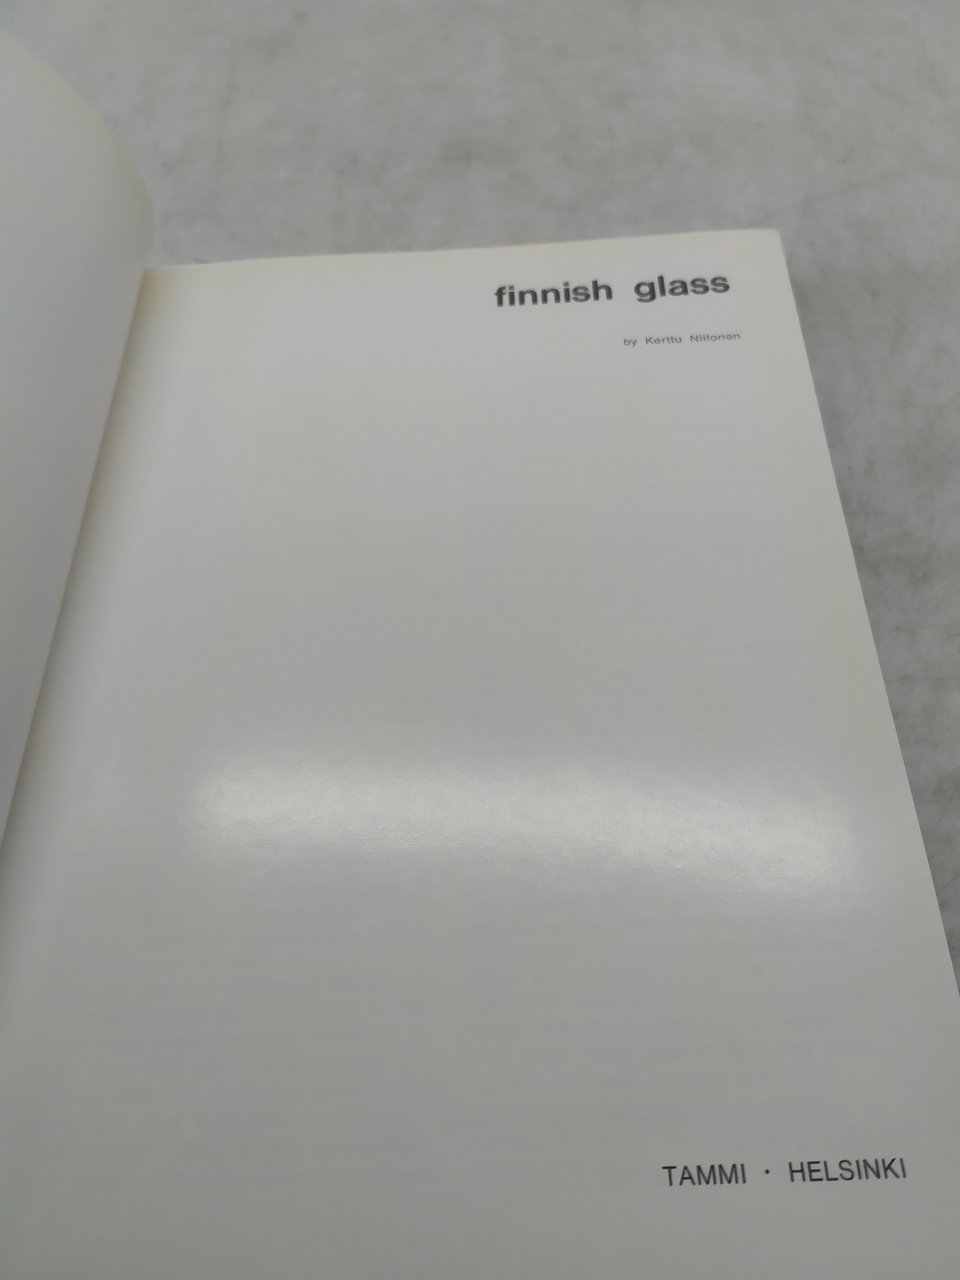 finnish glass
by Kerttu Niilonen
TAMMI · HELSINKI